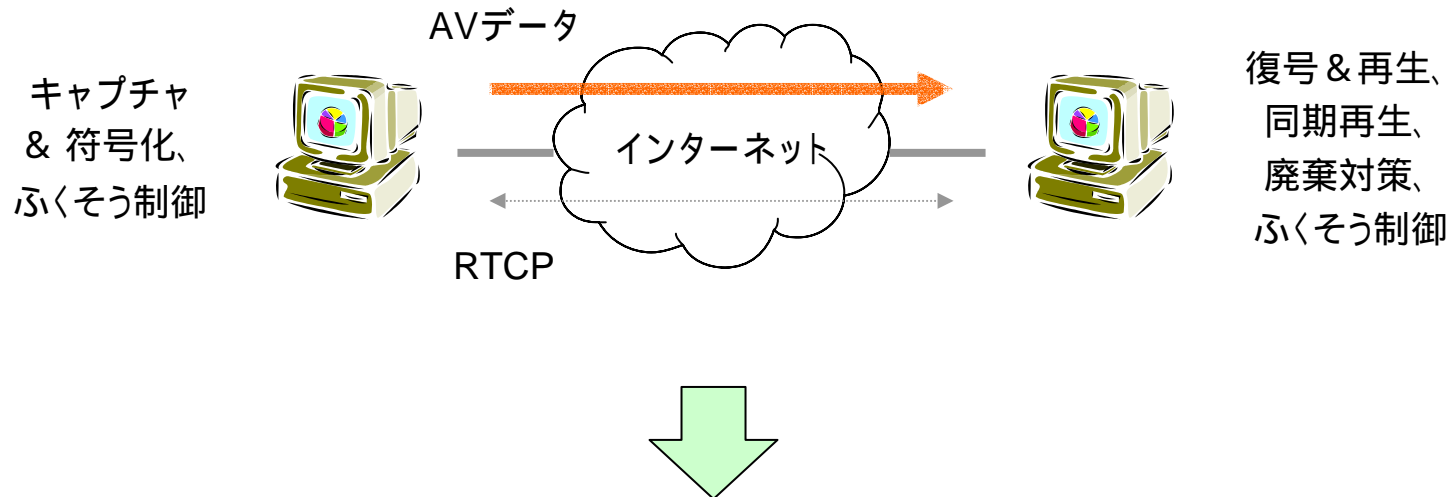 AVデータ
キャプチャ
& 符号化、
ふくそう制御
インターネット
RTCP
復号&再生、
同期再生、
廃棄対策、
ふくそう制御